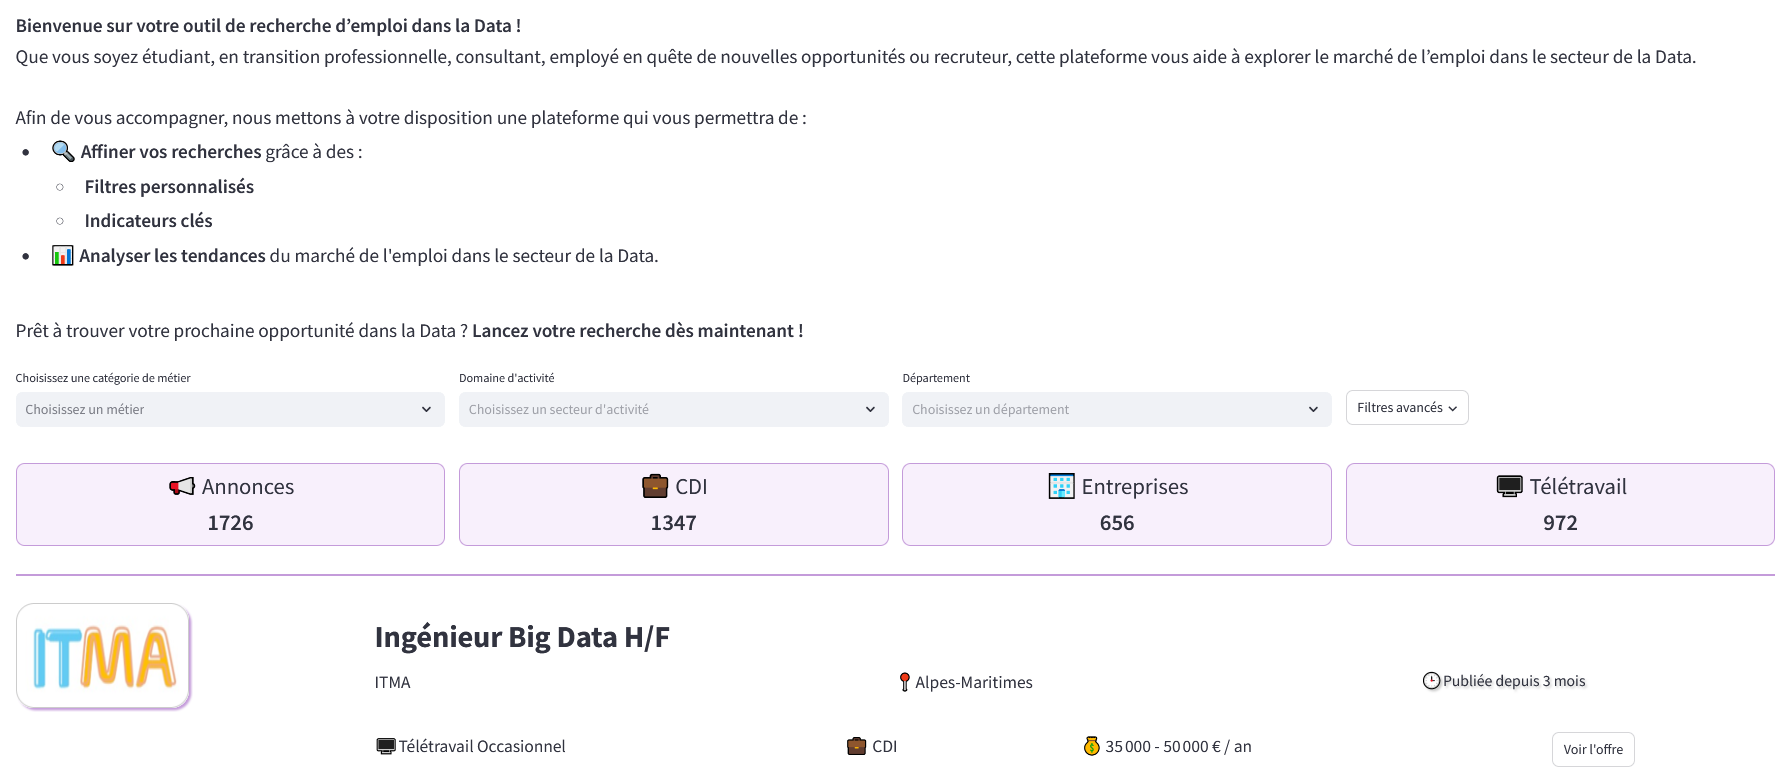 Bienvenue sur votre outil de recherche d’emploi dans la Data !
Que vous soyez étudiant, en transition professionnelle, consultant, employé en quête de nouvelles opportunités ou recruteur, cette plateforme vous aide à explorer le marché de l’emploi dans le secteur de la Data.
Afin de vous accompagner, nous mettons à votre disposition une plateforme qui vous permettra de :
Affiner vos recherches grâce à des :
Filtres personnalisés
Indicateurs clés
Analyser les tendances du marché de l'emploi dans le secteur de la Data.
Prêt à trouver votre prochaine opportunité dans la Data ? Lancez votre recherche dès maintenant !
Choisissez une catégorie de métier
Domaine d'activité
Département
Choisissez un métier
Choisissez un secteur d'activité
Choisissez un département
Filtres avancés
Annonces
1726
CDI
1347
Entreprises
656
Télétravail
972
ITMA
Ingénieur Big Data H/F
ITMA
Alpes-Maritimes
Publiée depuis 3 mois
Télétravail Occasionnel
CDI
35 000 - 50 000 € / an
Voir l'offre